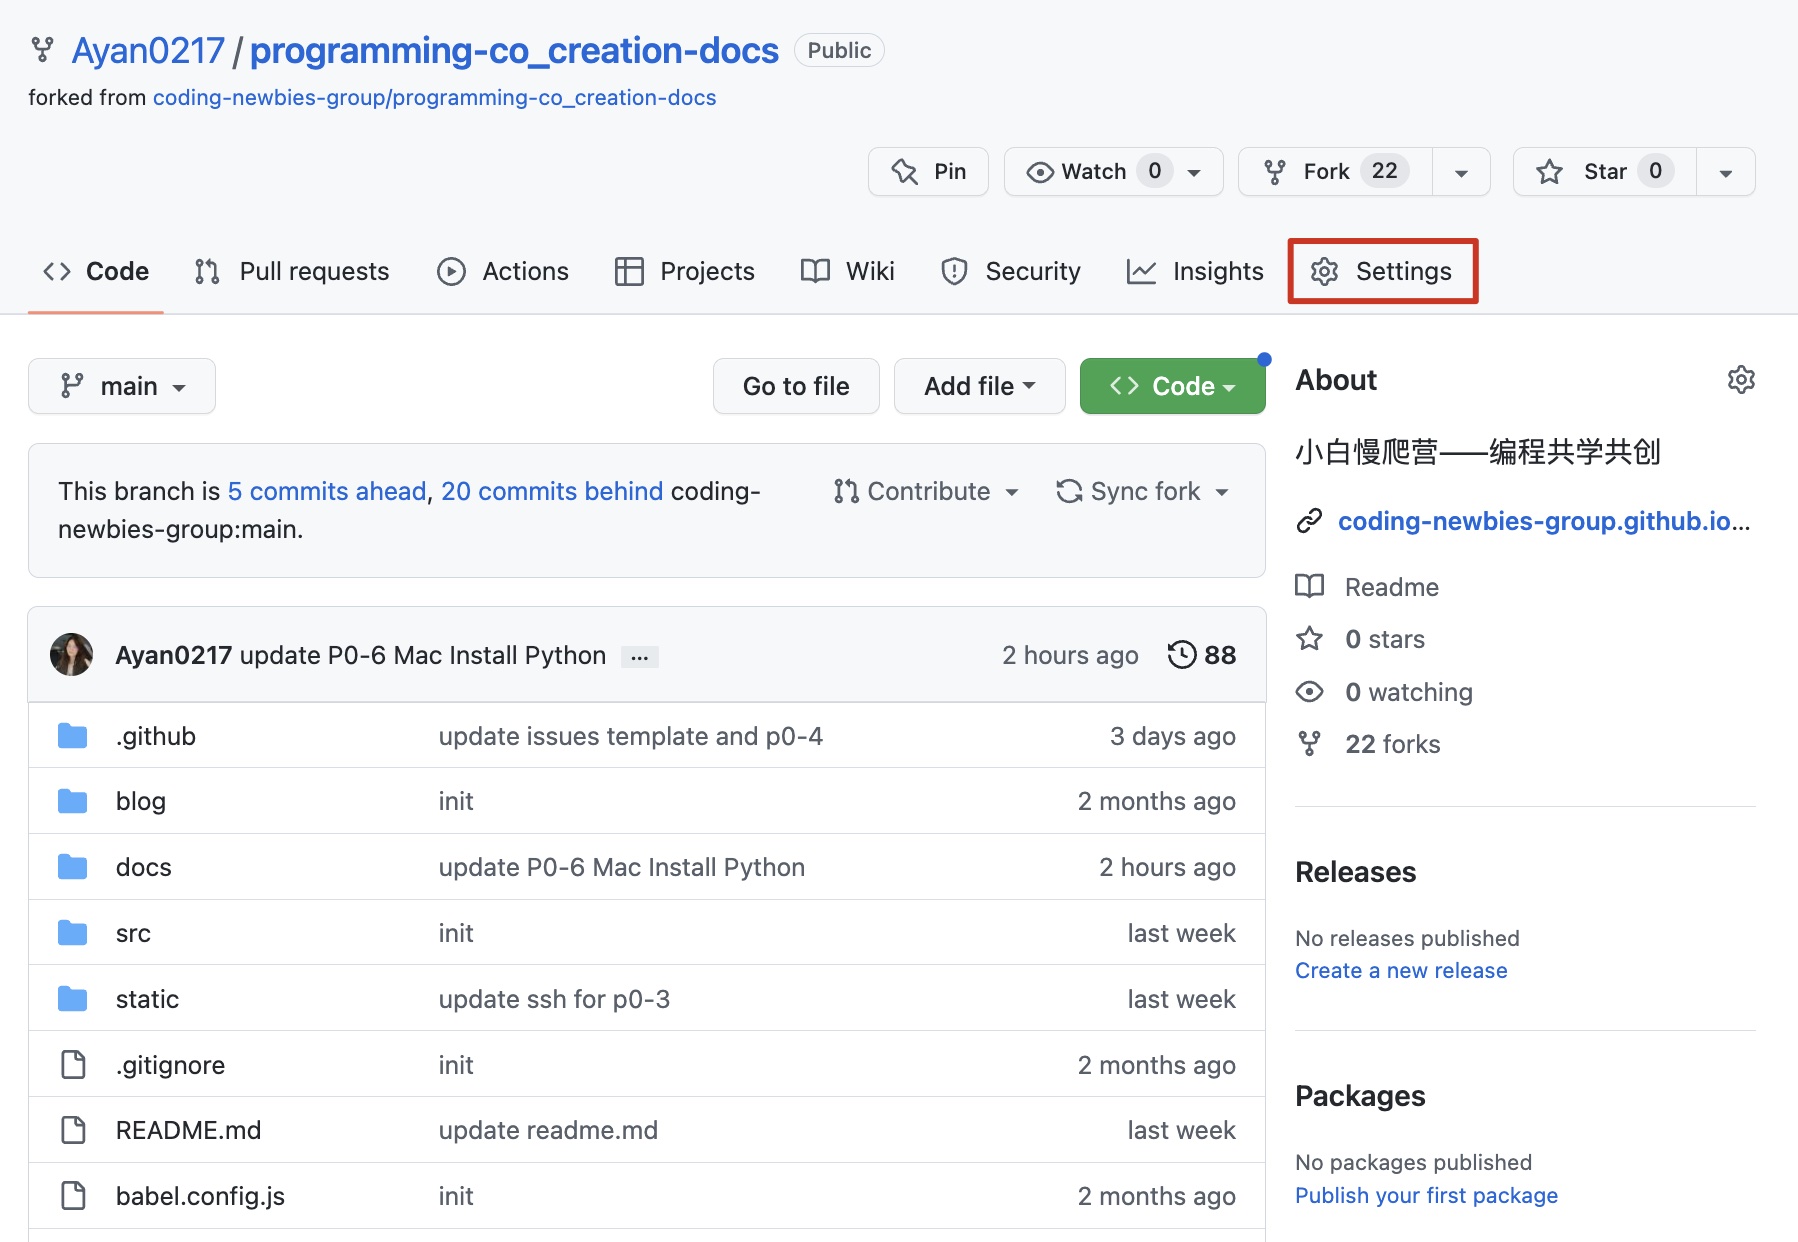 Ayan0217/programming-co_creation-docs Public
forked from coding-newbies-group/programming-co_creation-docs
Pin Watch 0 Fork 22 Star 0
Code Pull requests Actions Projects Wiki Security Insights Settings
main Go to file Add file Code
This branch is 5 commits ahead, 20 commits behind coding-
newbies-group:main.
Contribute Sync fork
Ayan0217 update P0-6 Mac Install Python ... 2 hours ago 88
.github update issues template and p0-4 3 days ago
blog init 2 months ago
docs update P0-6 Mac Install Python 2 hours ago
src init last week
static update ssh for p0-3 last week
.gitignore init 2 months ago
README.md update readme.md last week
babel.config.js init 2 months ago
About
小白慢爬营——编程共学共创
coding-newbies-group.github.io...
Readme
0 stars
0 watching
22 forks
Releases
No releases published
Create a new release
Packages
No packages published
Publish your first package